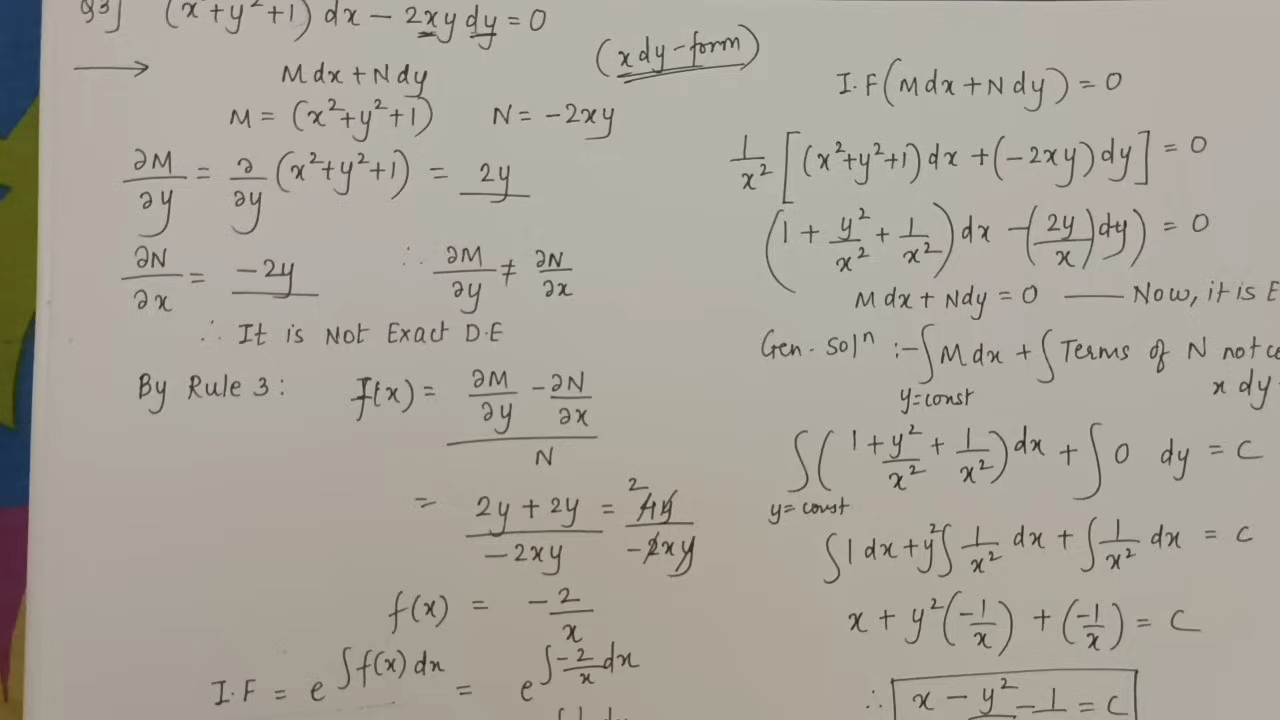 Q3] (x²+y²+1) dx − 2xy dy = 0
(x dy - form)
⟶ M dx + N dy
M = (x²+y²+1) N = −2xy
∂M/∂y = ∂/∂y (x²+y²+1) = 2y
∂N/∂x = −2y ∴ ∂M/∂y ≠ ∂N/∂x
∴ It is Not Exact D.E
By Rule 3: f(x) = (∂M/∂y − ∂N/∂x)/N
= (2y + 2y)/(−2xy) = 4y/(−2xy) 2
f(x) = −2/x
I.F = e^∫f(x) dx = e^∫−2/x dx
I.F (M dx + N dy) = 0
1/x² [(x²+y²+1) dx + (−2xy) dy] = 0
(1 + y²/x² + 1/x²) dx − (2y/x) dy) = 0
M dx + N dy = 0 — Now, it is E
Gen. Solⁿ :- ∫M dx + ∫Terms of N not
y=const x dy
∫(1 + y²/x² + 1/x²) dx + ∫0 dy = C
y=const
∫1 dx + y²∫1/x² dx + ∫1/x² dx = C
x + y²(−1/x) + (−1/x) = C
∴ x − y² − 1 = C